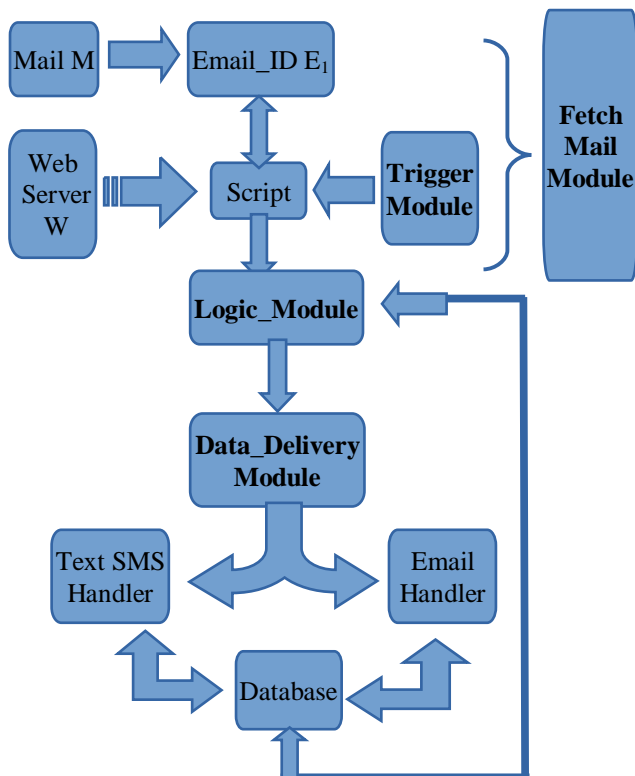 Mail M
Email_ID E₁
Fetch
Mail
Module
Web
Server
W
Script
Trigger
Module
Logic_Module
Data_Delivery
Module
Text SMS
Handler
Email
Handler
Database